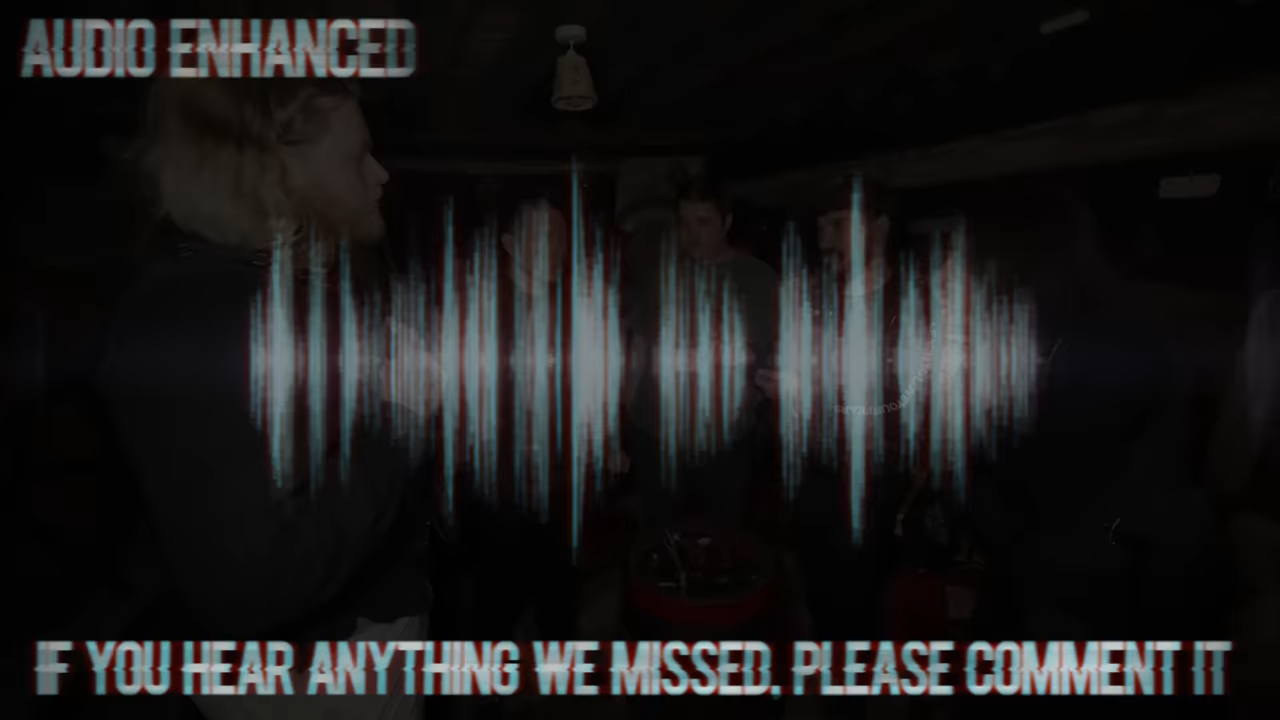 AUDIO ENHANCED
IF YOU HEAR ANYTHING WE MISSED, PLEASE COMMENT IT